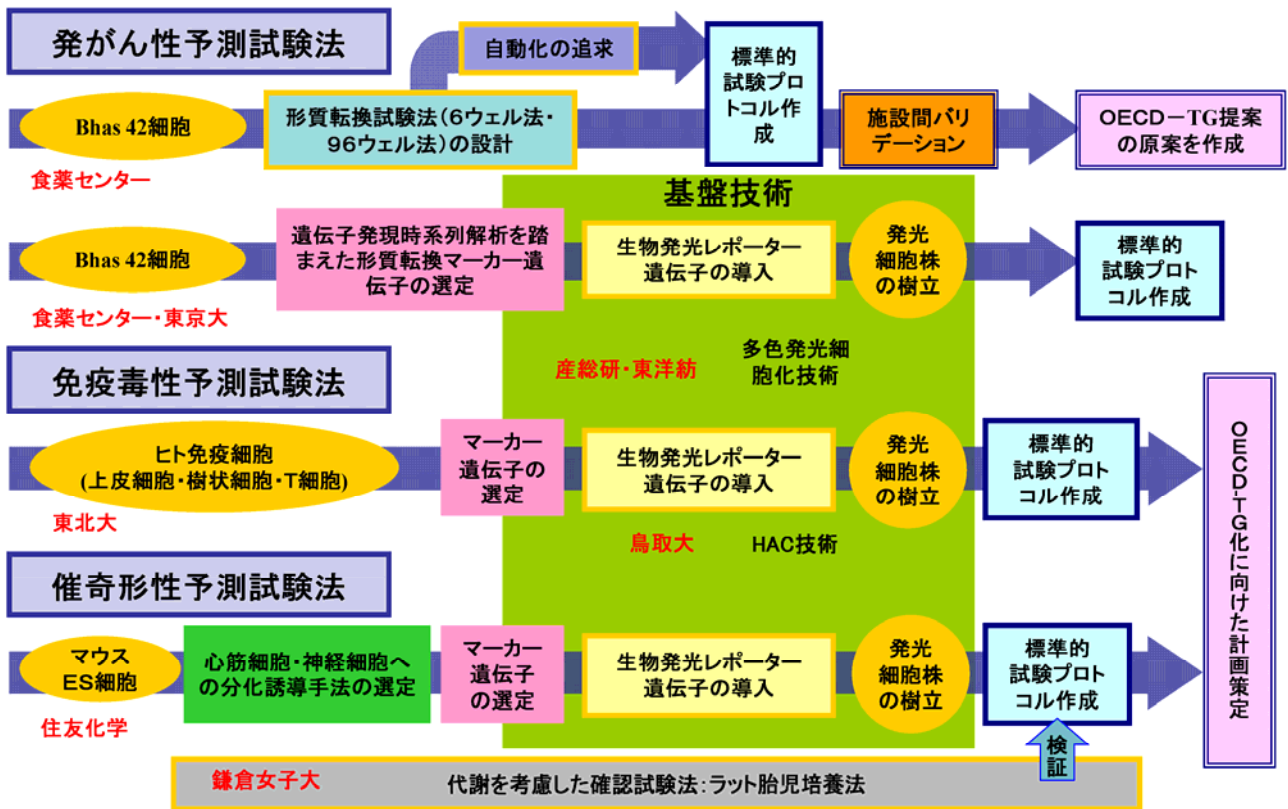 発がん性予測試験法
自動化の追求
標準的
試験プロ
トコル作
成
Bhas 42細胞
形質転換試験法(6ウェル法・
96ウェル法)の設計
施設間バリ
デーション
OECD－TG提案
の原案を作成
食薬センター
基盤技術
Bhas 42細胞
遺伝子発現時系列解析を踏
まえた形質転換マーカー遺
伝子の選定
生物発光レポーター
遺伝子の導入
発光
細胞株
の樹立
標準的
試験プロト
コル作成
食薬センター・東京大
産総研・東洋紡
多色発光細
胞化技術
免疫毒性予測試験法
ヒト免疫細胞
(上皮細胞・樹状細胞・T細胞)
マーカー
遺伝子の
選定
生物発光レポーター
遺伝子の導入
発光
細胞株
の樹立
標準的
試験プロト
コル作成
OECD-TG化に向けた計画策定
東北大
鳥取大
HAC技術
催奇形性予測試験法
マウス
ES細胞
心筋細胞・神経細胞へ
の分化誘導手法の選定
マーカー
遺伝子
の選定
生物発光レポーター
遺伝子の導入
発光
細胞株
の樹立
標準的
試験プロト
コル作成
住友化学
検証
鎌倉女子大
代謝を考慮した確認試験法:ラット胎児培養法